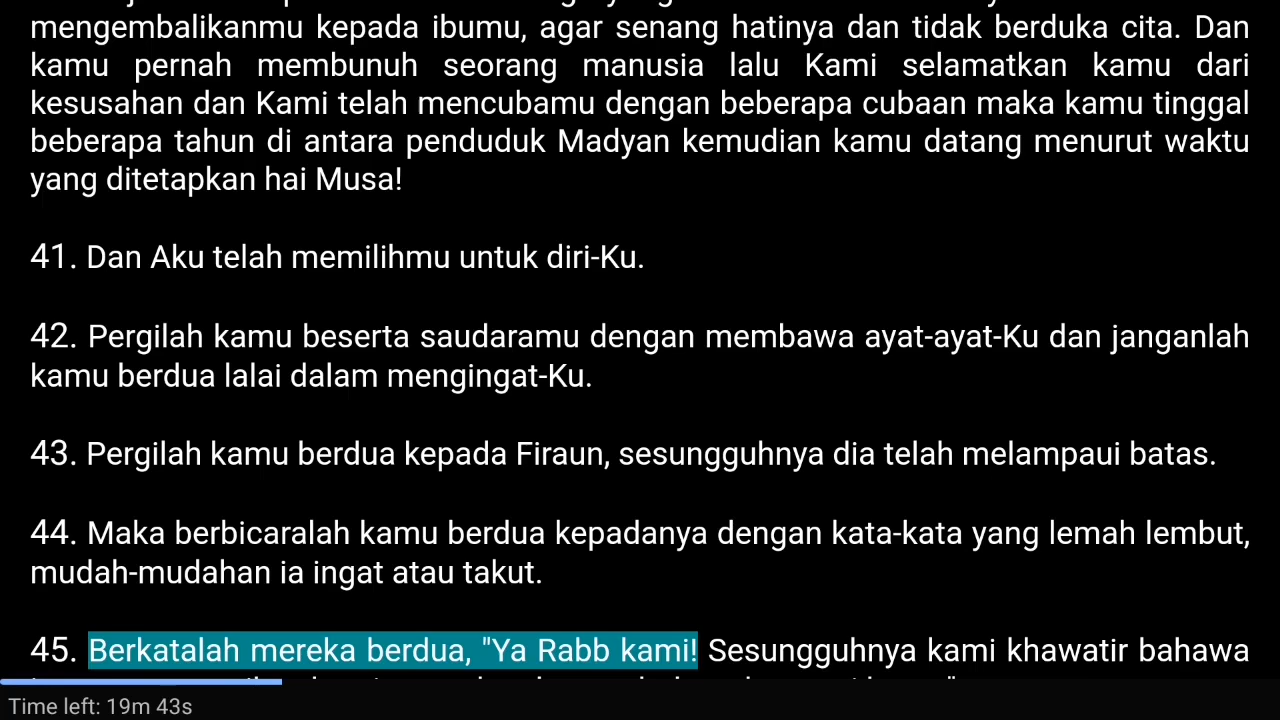 mengembalikanmu kepada ibumu, agar senang hatinya dan tidak berduka cita. Dan
kamu pernah membunuh seorang manusia lalu Kami selamatkan kamu dari
kesusahan dan Kami telah mencubamu dengan beberapa cubaan maka kamu tinggal
beberapa tahun di antara penduduk Madyan kemudian kamu datang menurut waktu
yang ditetapkan hai Musa!
41. Dan Aku telah memilihmu untuk diri-Ku.
42. Pergilah kamu beserta saudaramu dengan membawa ayat-ayat-Ku dan janganlah
kamu berdua lalai dalam mengingat-Ku.
43. Pergilah kamu berdua kepada Firaun, sesungguhnya dia telah melampaui batas.
44. Maka berbicaralah kamu berdua kepadanya dengan kata-kata yang lemah lembut,
mudah-mudahan ia ingat atau takut.
45. Berkatalah mereka berdua, "Ya Rabb kami! Sesungguhnya kami khawatir bahawa
Time left: 19m 43s